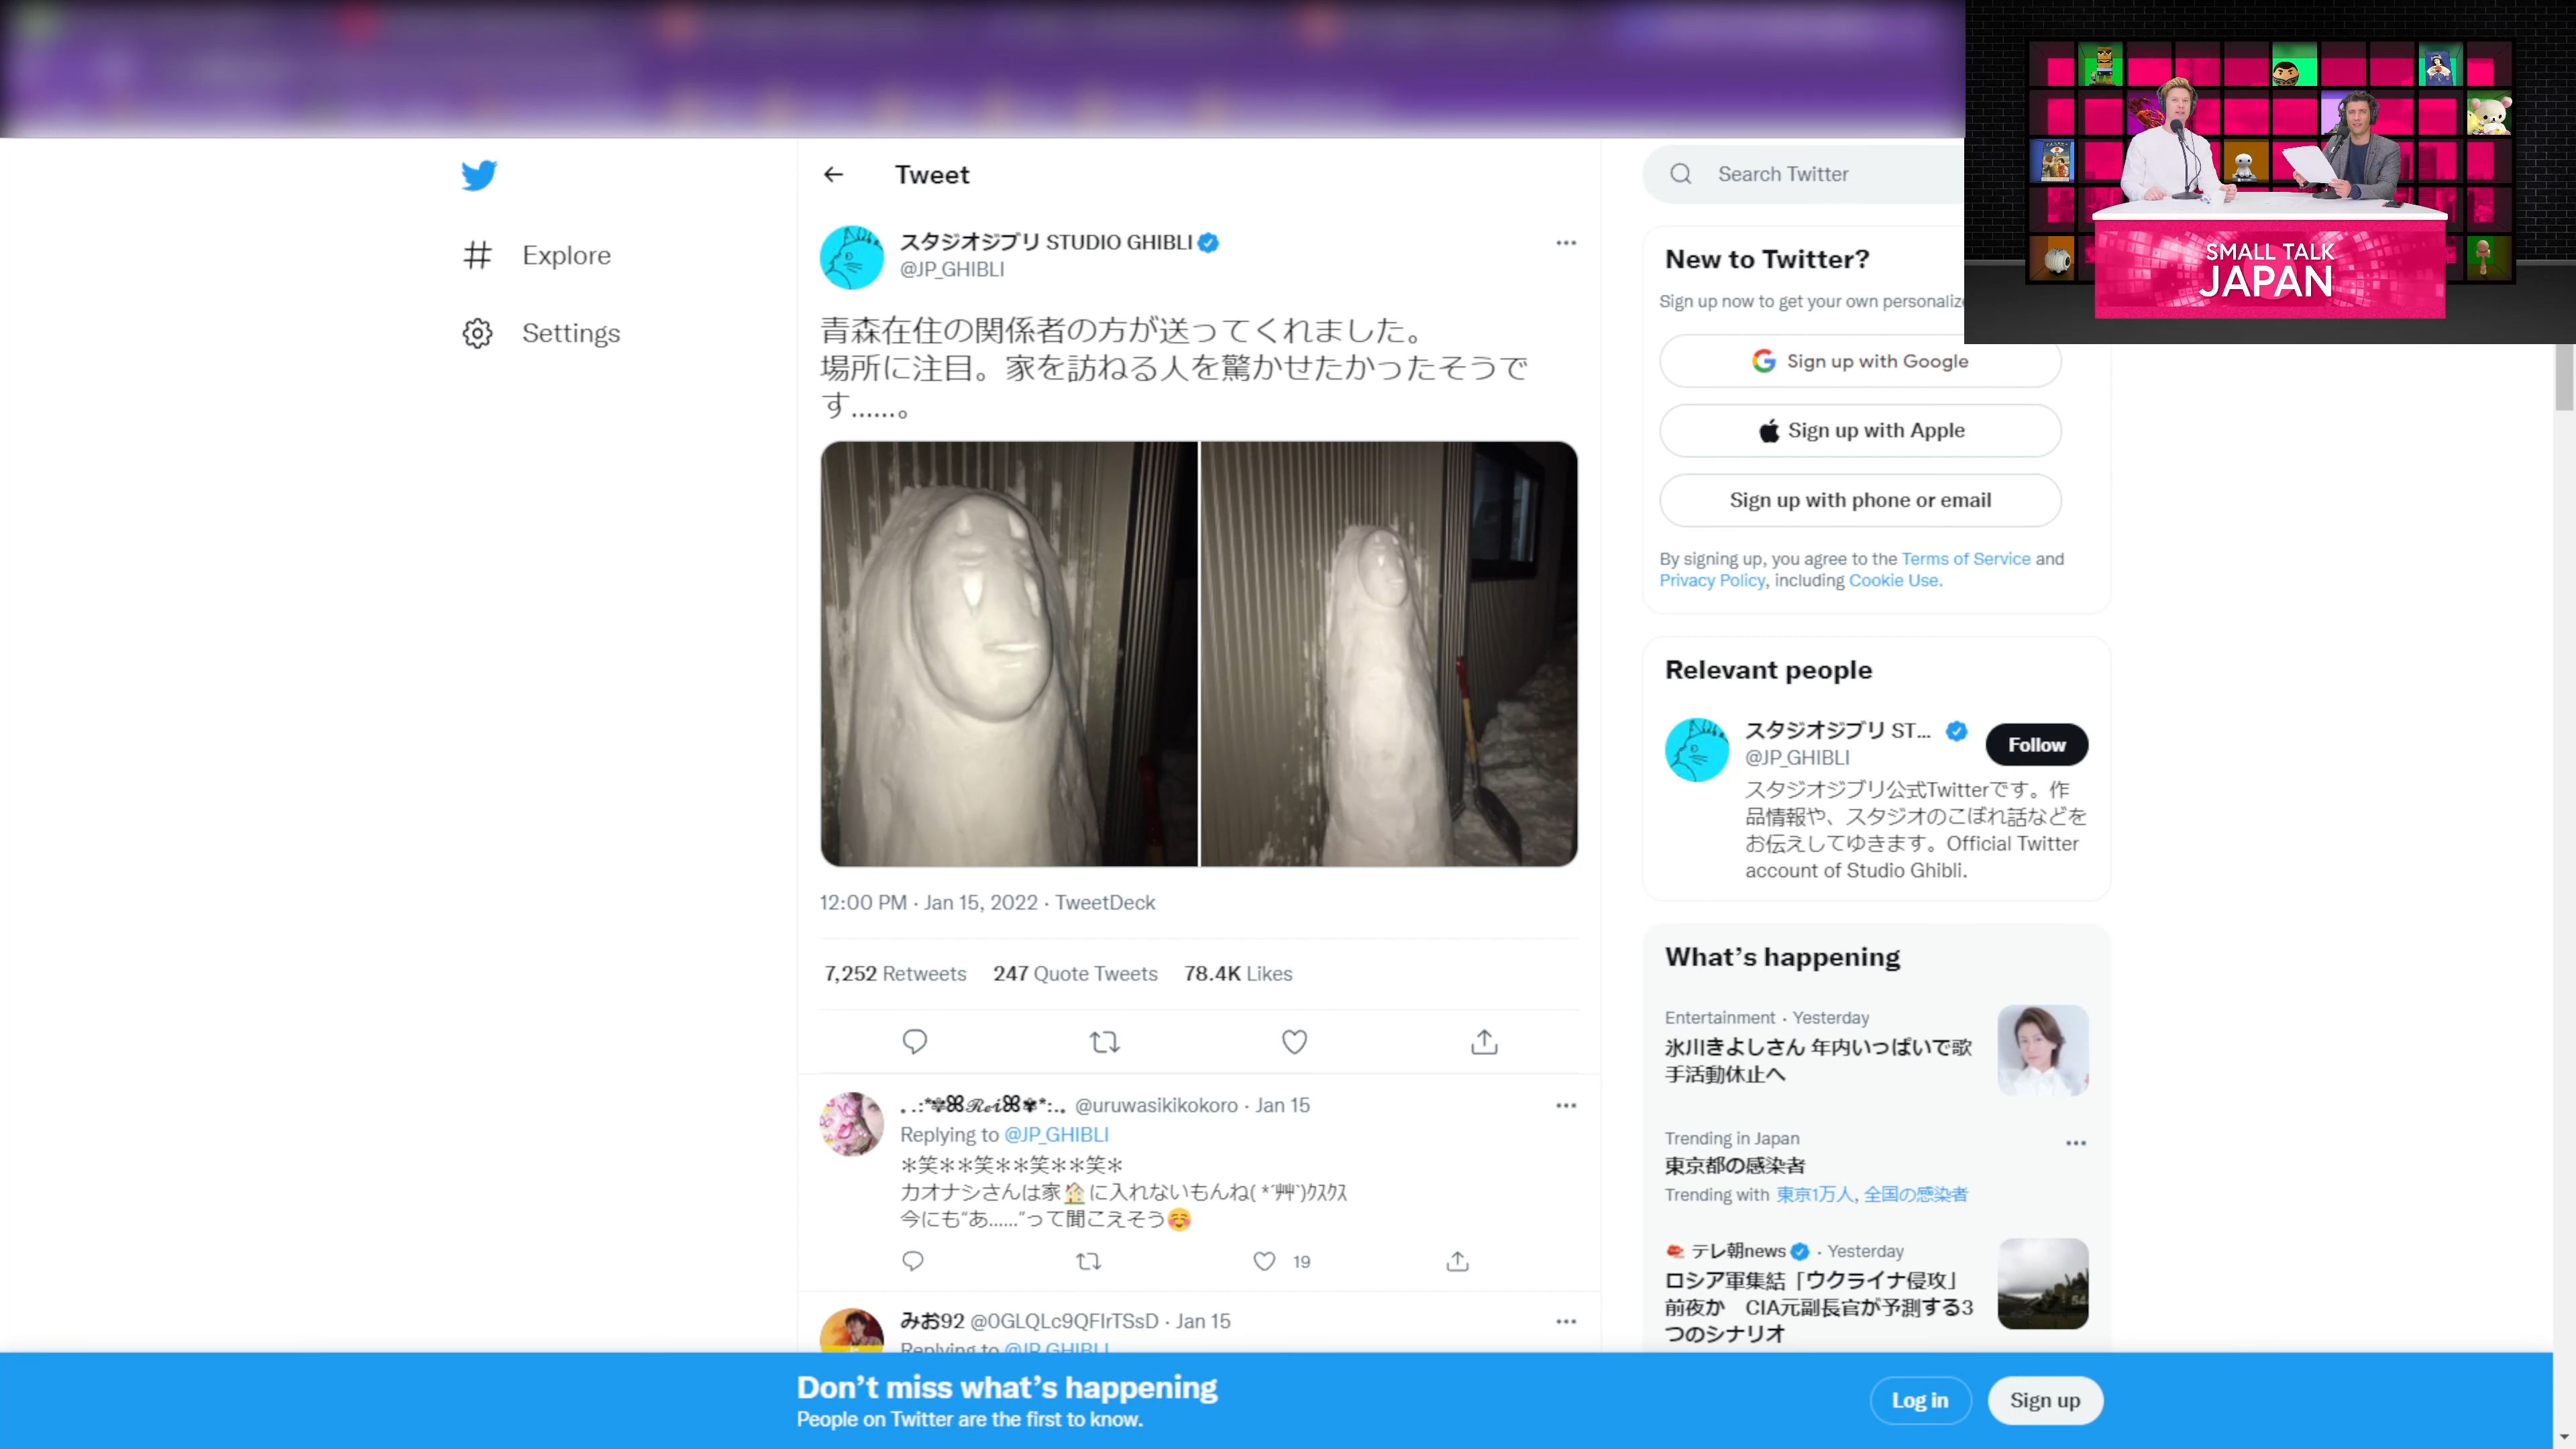 Tweet
スタジオジブリ STUDIO GHIBLI
@JP_GHIBLI
青森在住の関係者の方が送ってくれました。
場所に注目。家を訪ねる人を驚かせたかったそうで
す……。
12:00 PM · Jan 15, 2022 · TweetDeck
7,252 Retweets 247 Quote Tweets 78.4K Likes
@uruwasikikokoro · Jan 15
Replying to @JP_GHIBLI
＊笑＊＊笑＊＊笑＊＊笑＊
カオナシさんは家🏠に入れないもんね( *´艸`)ｸｽｸｽ
今にも“あ……”って聞こえそう☺️
19
みお92 @0GLQLc9QFIrTSsD · Jan 15
Replying to @JP_GHIBLI
Explore
Settings
Search Twitter
New to Twitter?
Sign up now to get your own personaliz
Sign up with Google
Sign up with Apple
Sign up with phone or email
By signing up, you agree to the Terms of Service and
Privacy Policy, including Cookie Use.
Relevant people
スタジオジブリ ST...
@JP_GHIBLI
Follow
スタジオジブリ公式Twitterです。作
品情報や、スタジオのこぼれ話などを
お伝えしてゆきます。Official Twitter
account of Studio Ghibli.
What's happening
Entertainment · Yesterday
氷川きよしさん 年内いっぱいで歌
手活動休止へ
Trending in Japan
東京都の感染者
Trending with 東京1万人, 全国の感染者
テレ朝news · Yesterday
ロシア軍集結「ウクライナ侵攻」
前夜か　CIA元副長官が予測する3
つのシナリオ
SMALL TALK
JAPAN
Don't miss what's happening
People on Twitter are the first to know.
Log in
Sign up